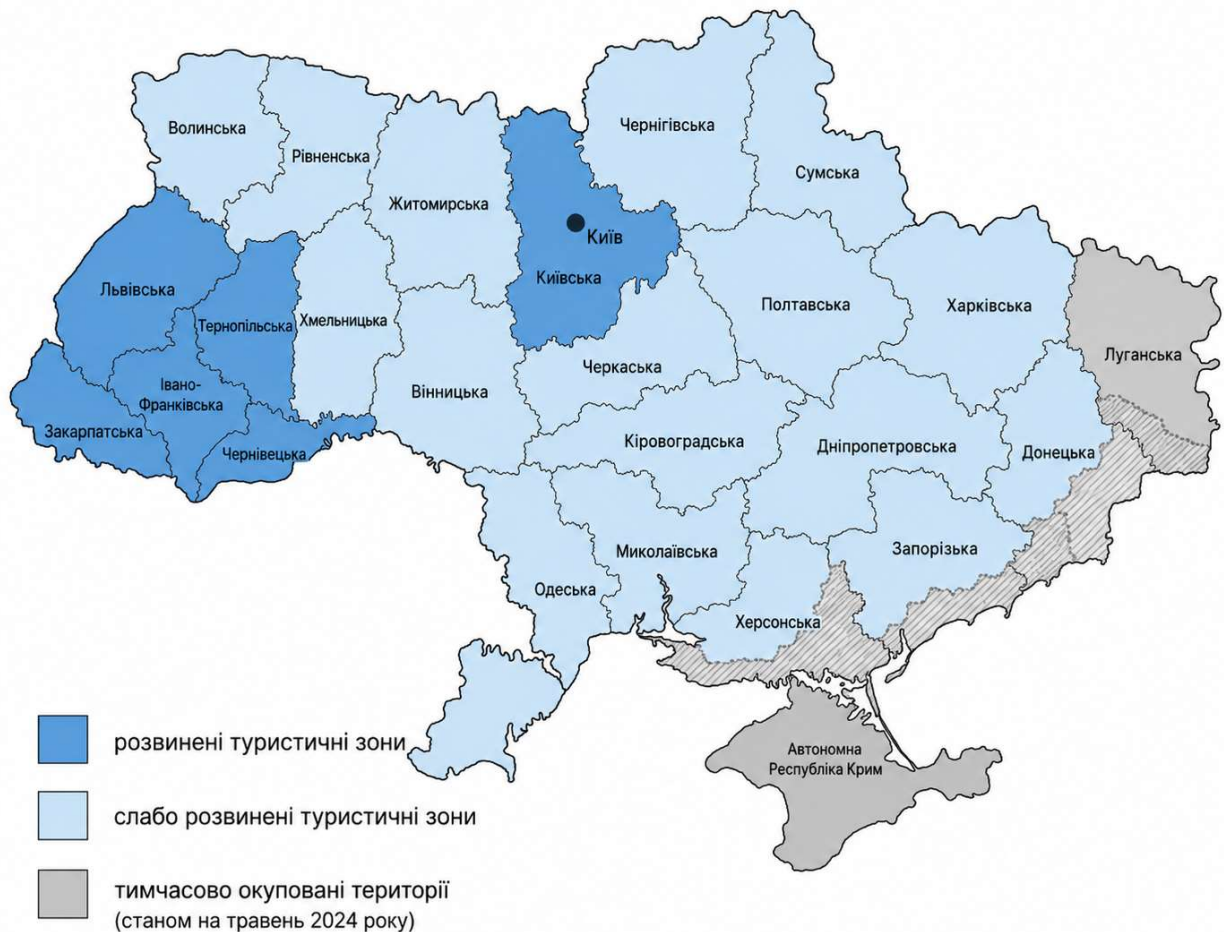 Волинська
Рівненська
Житомирська
Чернігівська
Сумська
Київ
Київська
Львівська
Тернопільська
Хмельницька
Полтавська
Харківська
Луганська
Черкаська
Вінницька
Івано-
Франківська
Закарпатська
Чернівецька
Кіровоградська
Дніпропетровська
Донецька
Миколаївська
Запорізька
Одеська
Херсонська
Автономна
Республіка Крим
розвинені туристичні зони
слабо розвинені туристичні зони
тимчасово окуповані території
(станом на травень 2024 року)